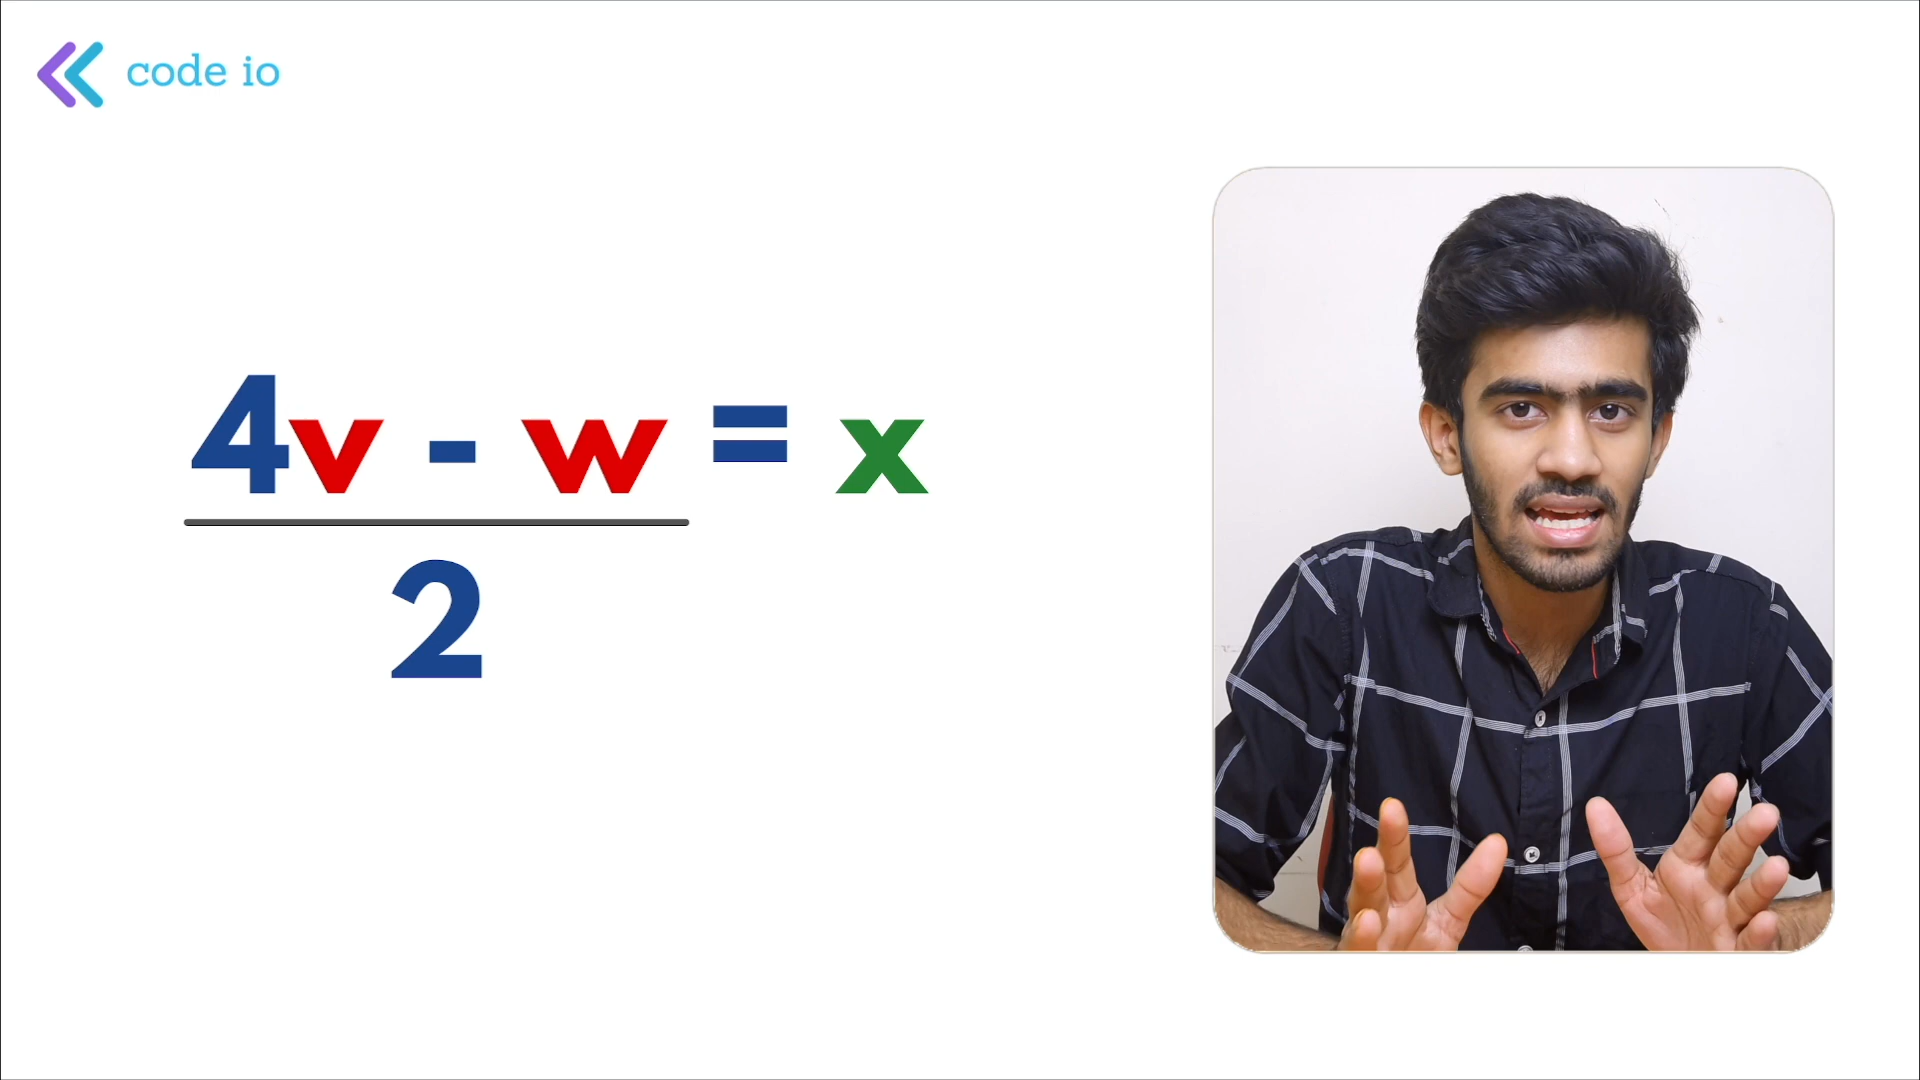 code io
4v - w = x
2